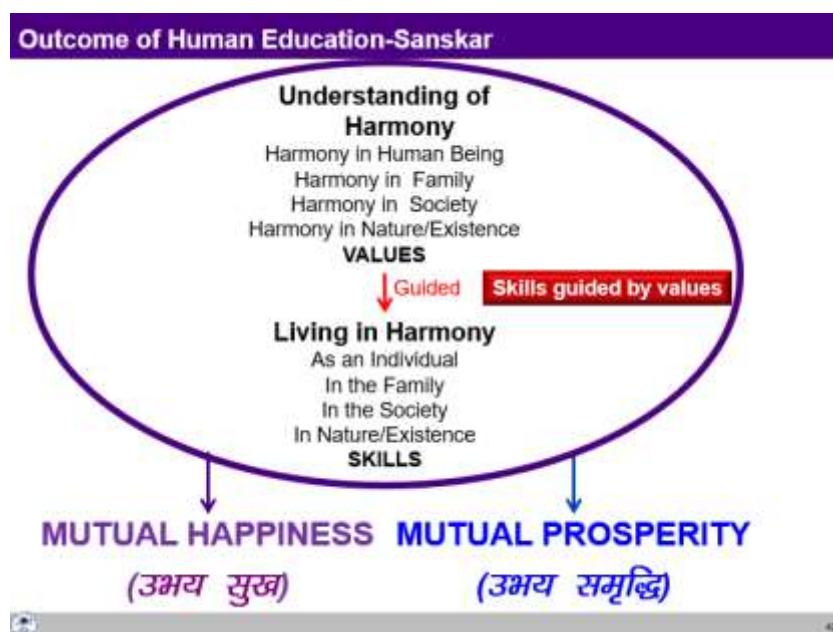 Outcome of Human Education-Sanskar
Understanding of
Harmony
Harmony in Human Being
Harmony in Family
Harmony in Society
Harmony in Nature/Existence
VALUES
Guided
Skills guided by values
Living in Harmony
As an Individual
In the Family
In the Society
In Nature/Existence
SKILLS
MUTUAL HAPPINESS MUTUAL PROSPERITY
(उभय सुख) (उभय समृद्धि)